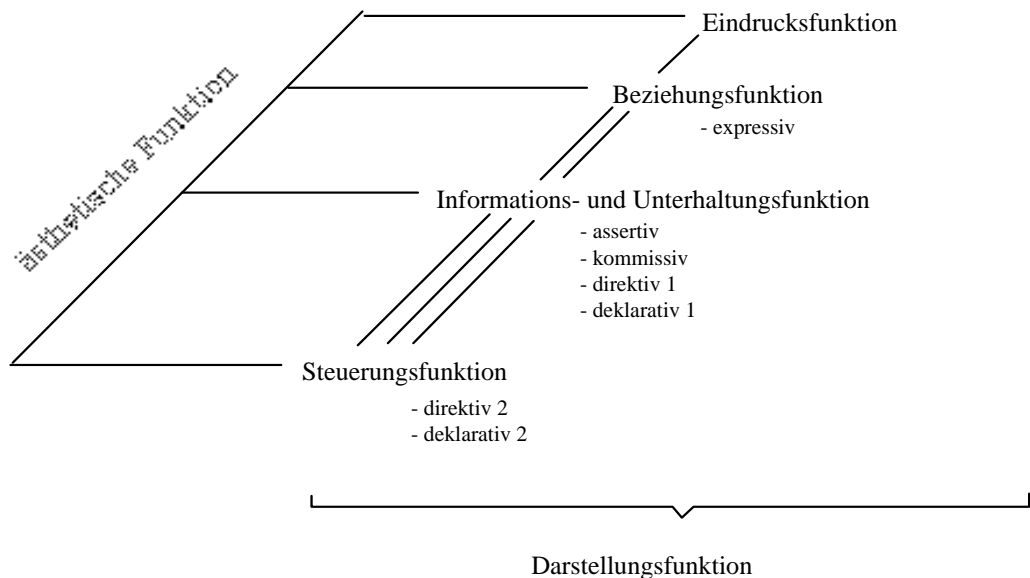 Eindrucksfunktion
Beziehungsfunktion
- expressiv
ästhetische Funktion
Informations- und Unterhaltungsfunktion
- assertiv
- kommissiv
- direktiv 1
- deklarativ 1
Steuerungsfunktion
- direktiv 2
- deklarativ 2
Darstellungsfunktion